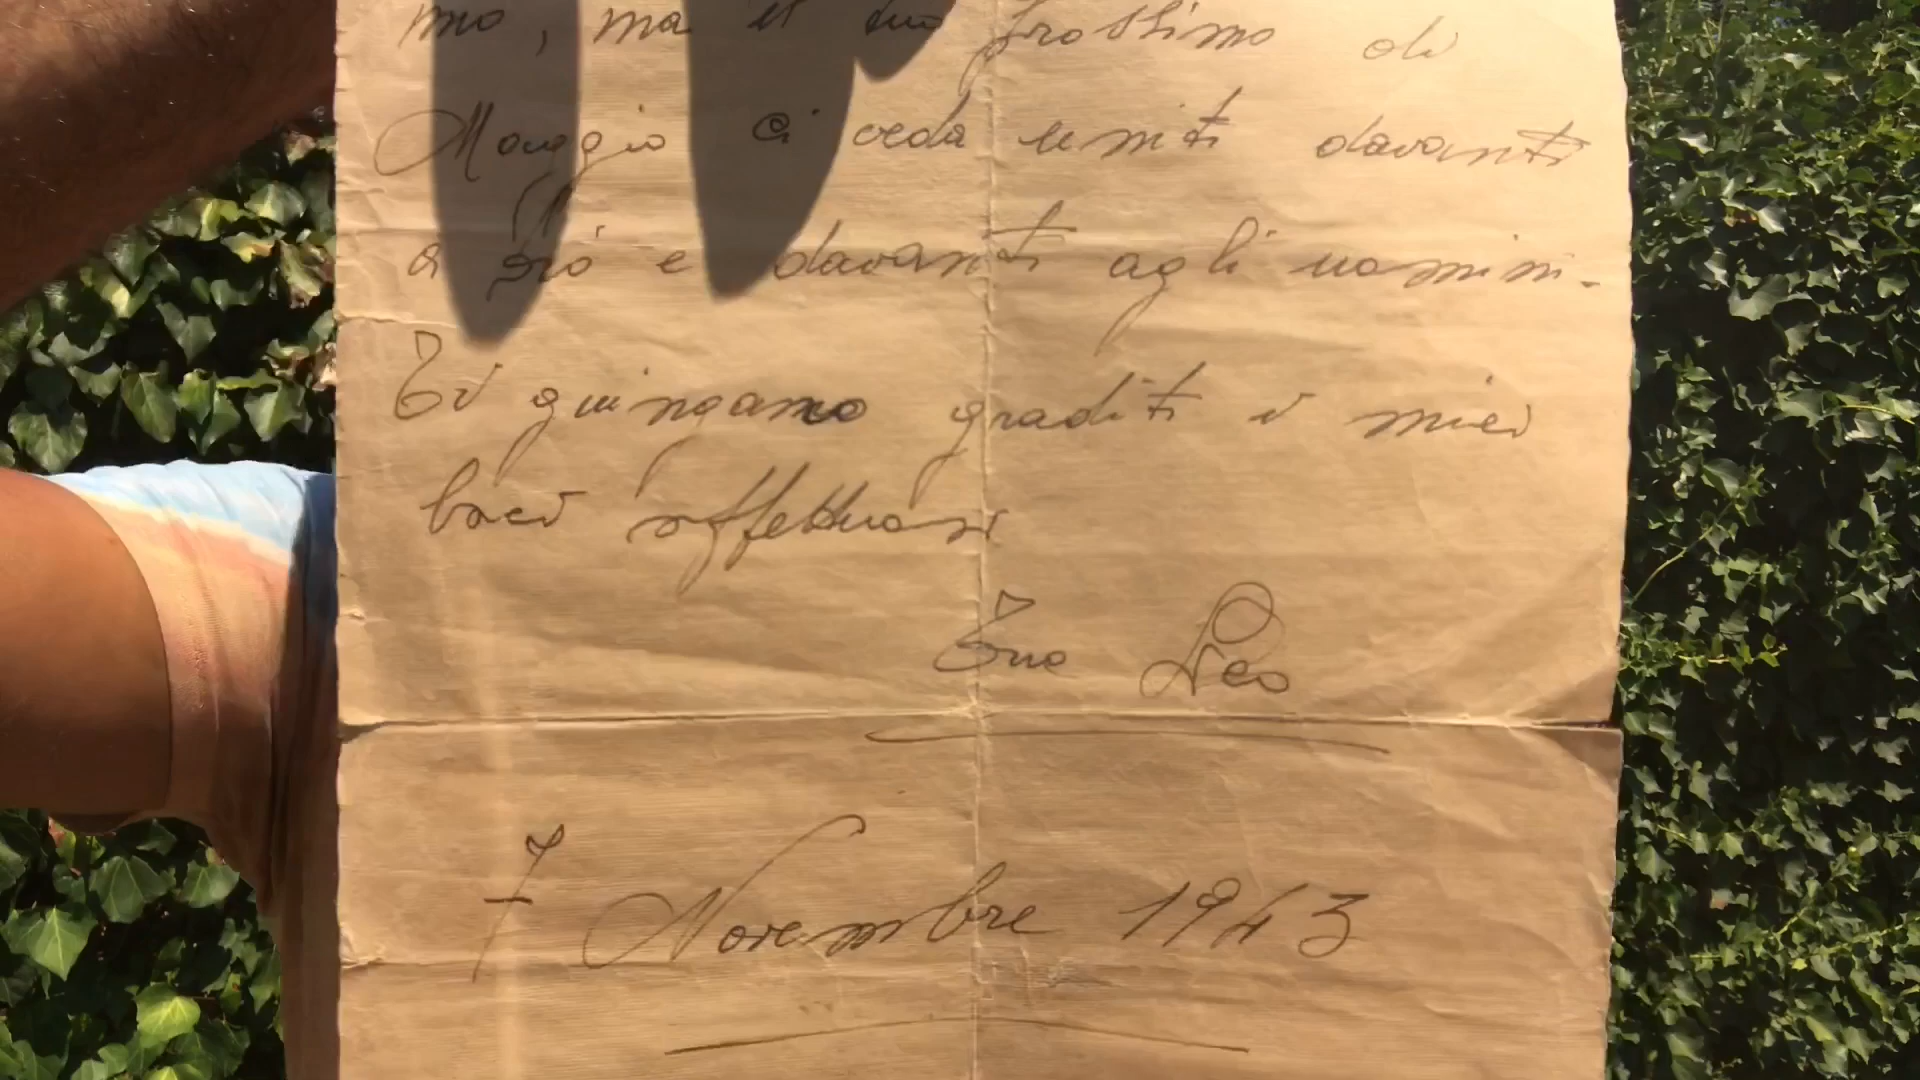 mo, ma il tuo prossimo di
Maggio ci veda uniti davanti
a Dio e davanti agli uomini.
Ti giungano graditi i miei
baci affettuosi
Tuo Leo
7 Novembre 1943